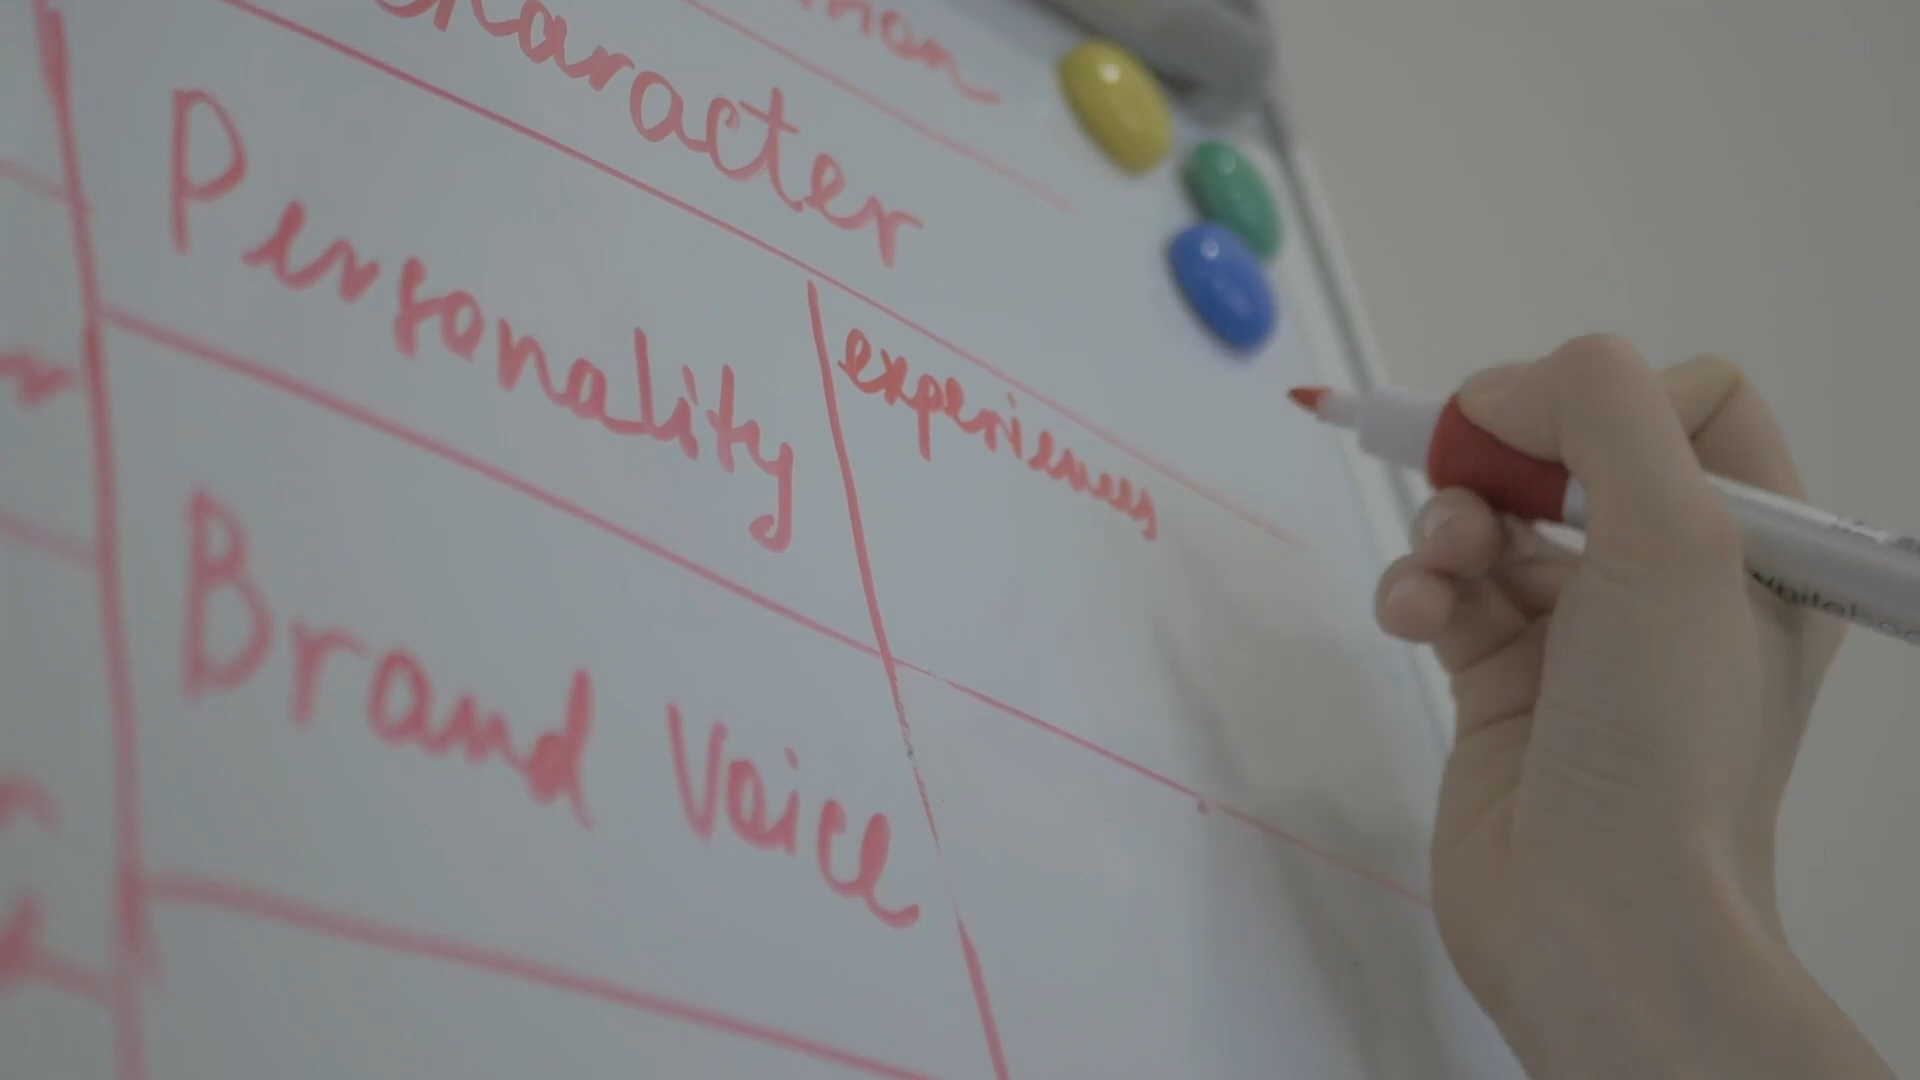 Character
Personality
experiences
Brand Voice